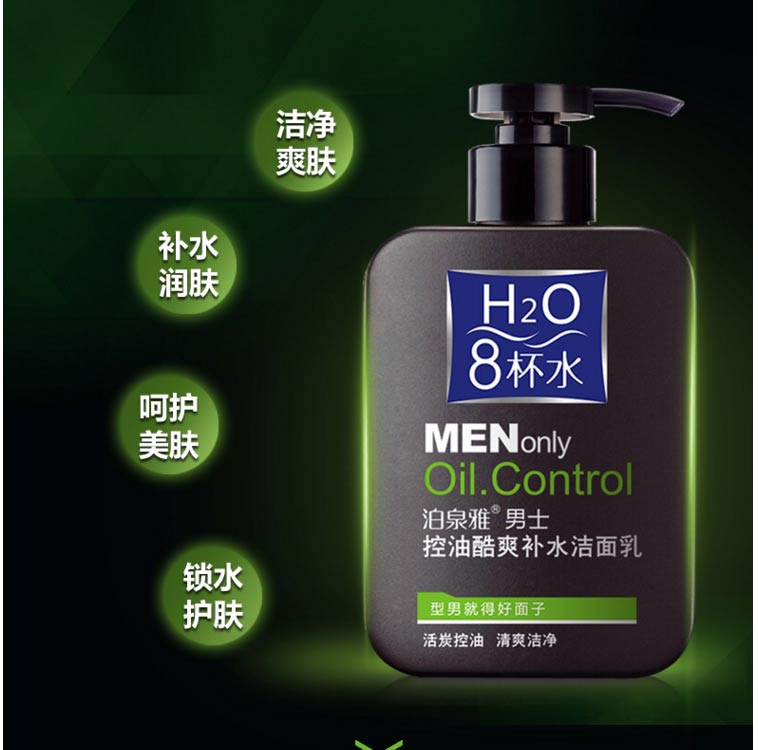 洁净
爽肤
补水
润肤
呵护
美肤
锁水
护肤
H2O
8杯水
MENonly
Oil.Control
泊泉雅®男士
控油酷爽补水洁面乳
型男就得好面子
活炭控油 清爽洁净